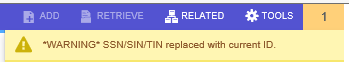 ADD RETRIEVE RELATED TOOLS 1
*WARNING* SSN/SIN/TIN replaced with current ID.